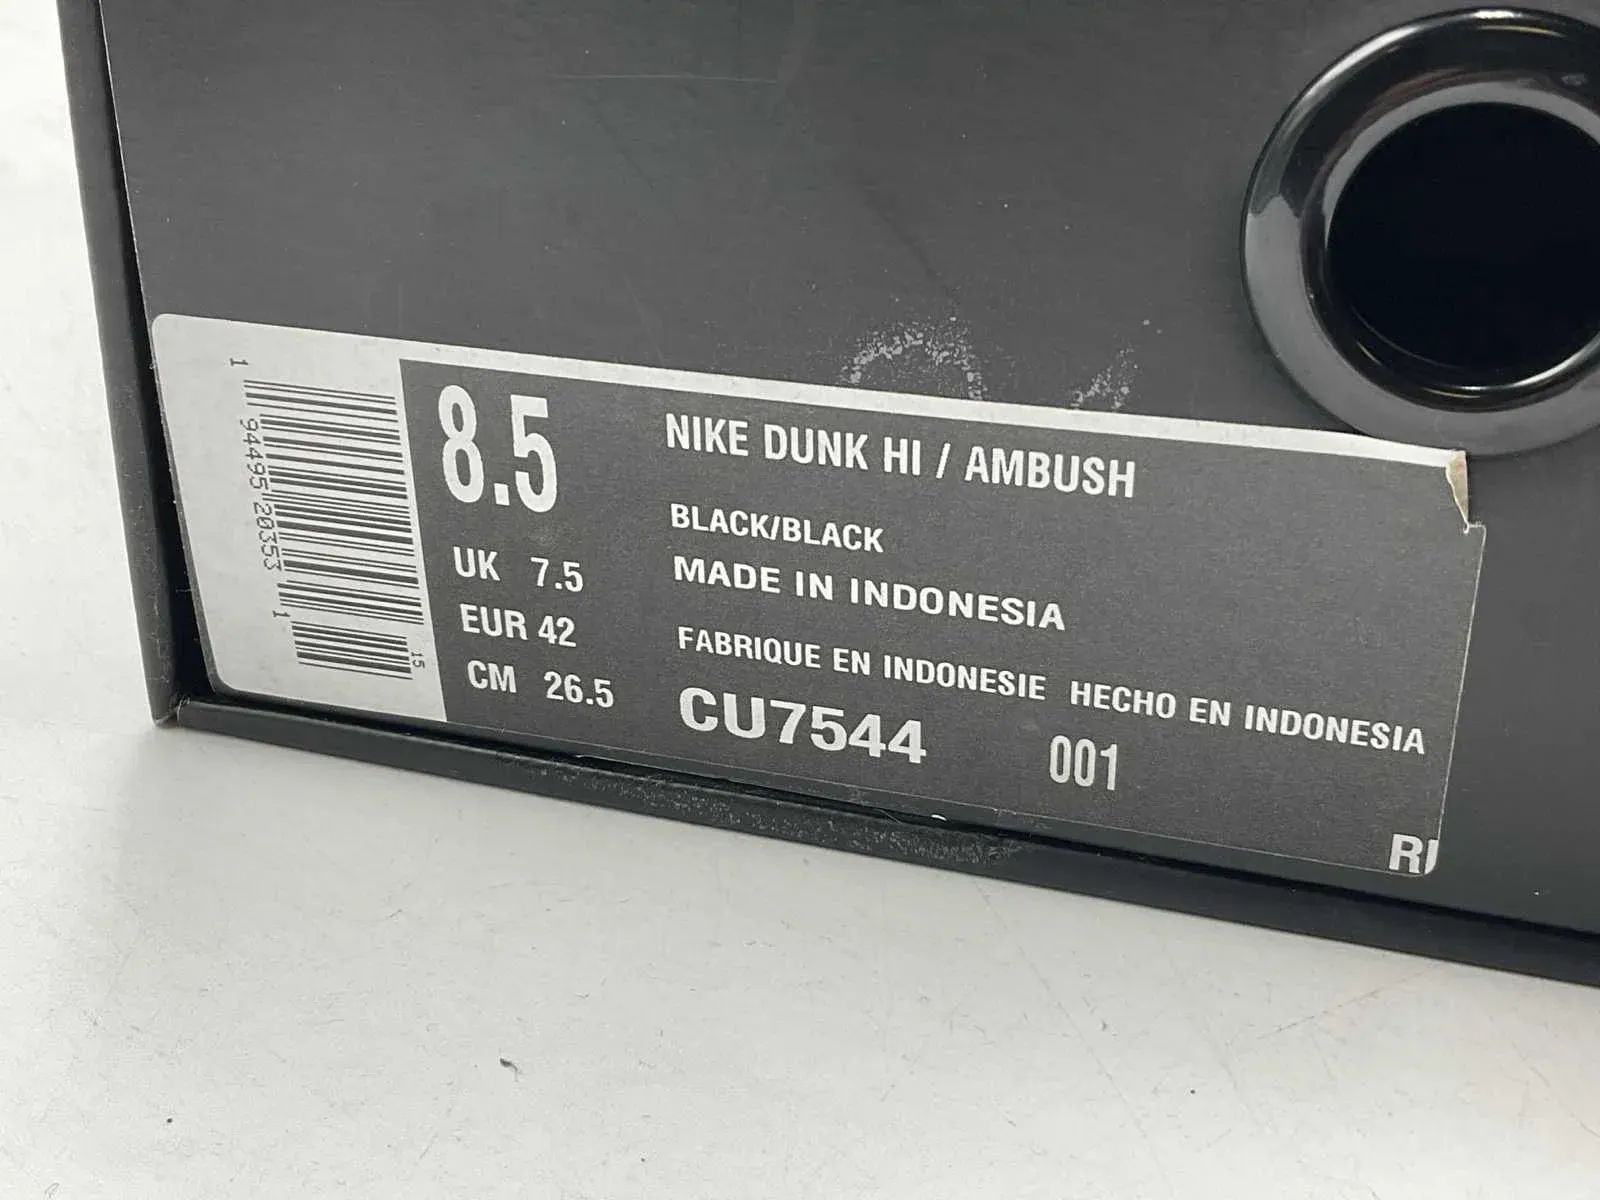 8.5
UK 7.5
EUR 42
CM 26.5
NIKE DUNK HI / AMBUSH
BLACK/BLACK
MADE IN INDONESIA
FABRIQUE EN INDONESIE HECHO EN INDONESIA
CU7544 001
1 94495 20353 1
15